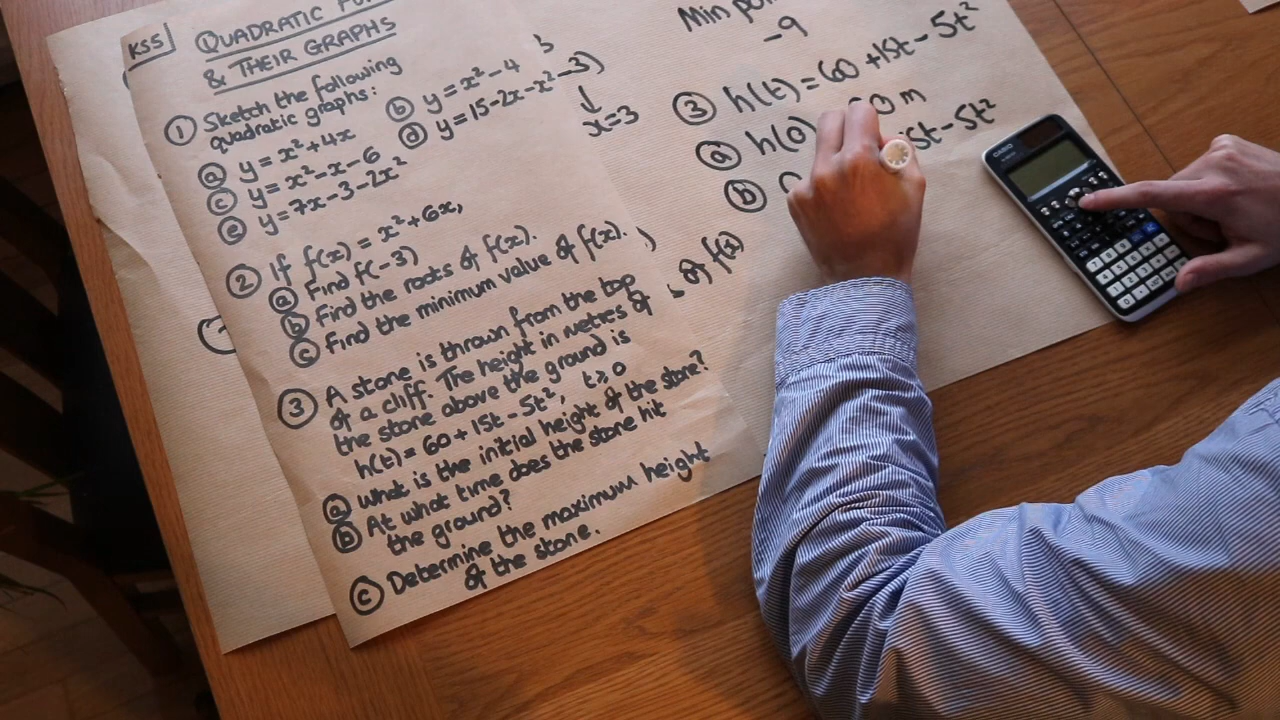 KS5
QUADRATIC
& THEIR GRAPHS
① Sketch the following
quadratic graphs:
ⓐ y = x² + 4x
ⓑ y = x² - 4
ⓒ y = x² - x - 6
ⓓ y = 15 - 2x - x²
ⓔ y = 7x - 3 - 2x²
② If f(x) = x² + 6x,
ⓐ Find f(-3)
ⓑ Find the roots of f(x).
ⓒ Find the minimum value of f(x).
③ A stone is thrown from the top
of a cliff. The height in metres of
the stone above the ground is
h(t) = 60 + 15t - 5t², t ⩾ 0
ⓐ What is the initial height of the stone?
ⓑ At what time does the stone hit
the ground?
ⓒ Determine the maximum height
of the stone.
-3)
↓
x=3
of f(x)
Min
-9
③ h(t) = 60 + 15t - 5t²
ⓐ h(0) m
ⓑ 15t - 5t²
CASIO